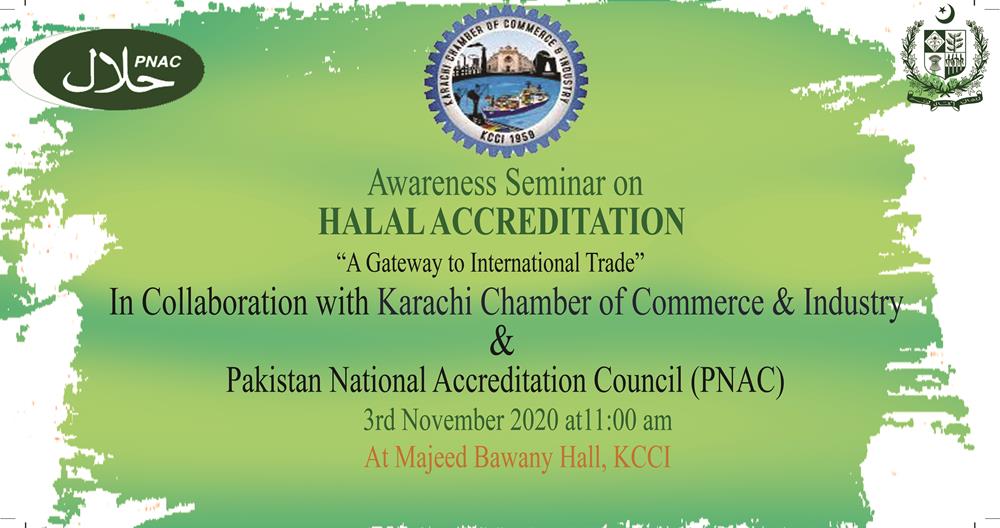 حلال PNAC
KARACHI CHAMBER OF COMMERCE & INDUSTRY
KCCI 1959
Awareness Seminar on
HALAL ACCREDITATION
“A Gateway to International Trade”
In Collaboration with Karachi Chamber of Commerce & Industry
&
Pakistan National Accreditation Council (PNAC)
3rd November 2020 at11:00 am
At Majeed Bawany Hall, KCCI